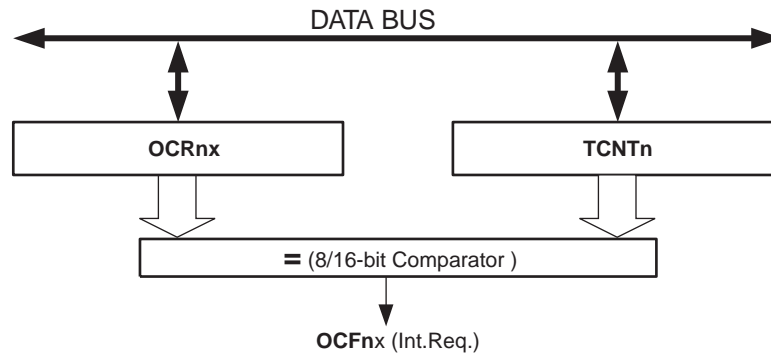 DATA BUS
OCRnx
TCNTn
= (8/16-bit Comparator )
OCFnx (Int.Req.)